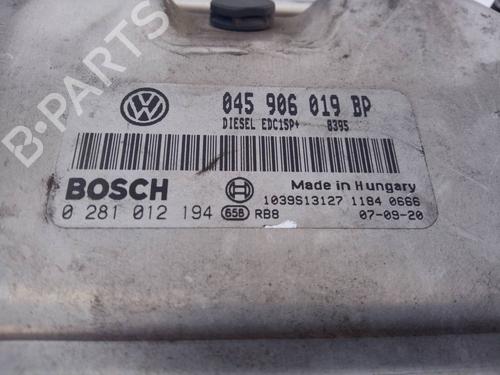 B-PARTS
045 906 019 BP
DIESEL EDC15P+ 8395
BOSCH
Made in Hungary
1039S13127 1184 0666
0 281 012 194 658 RB8 07-09-20